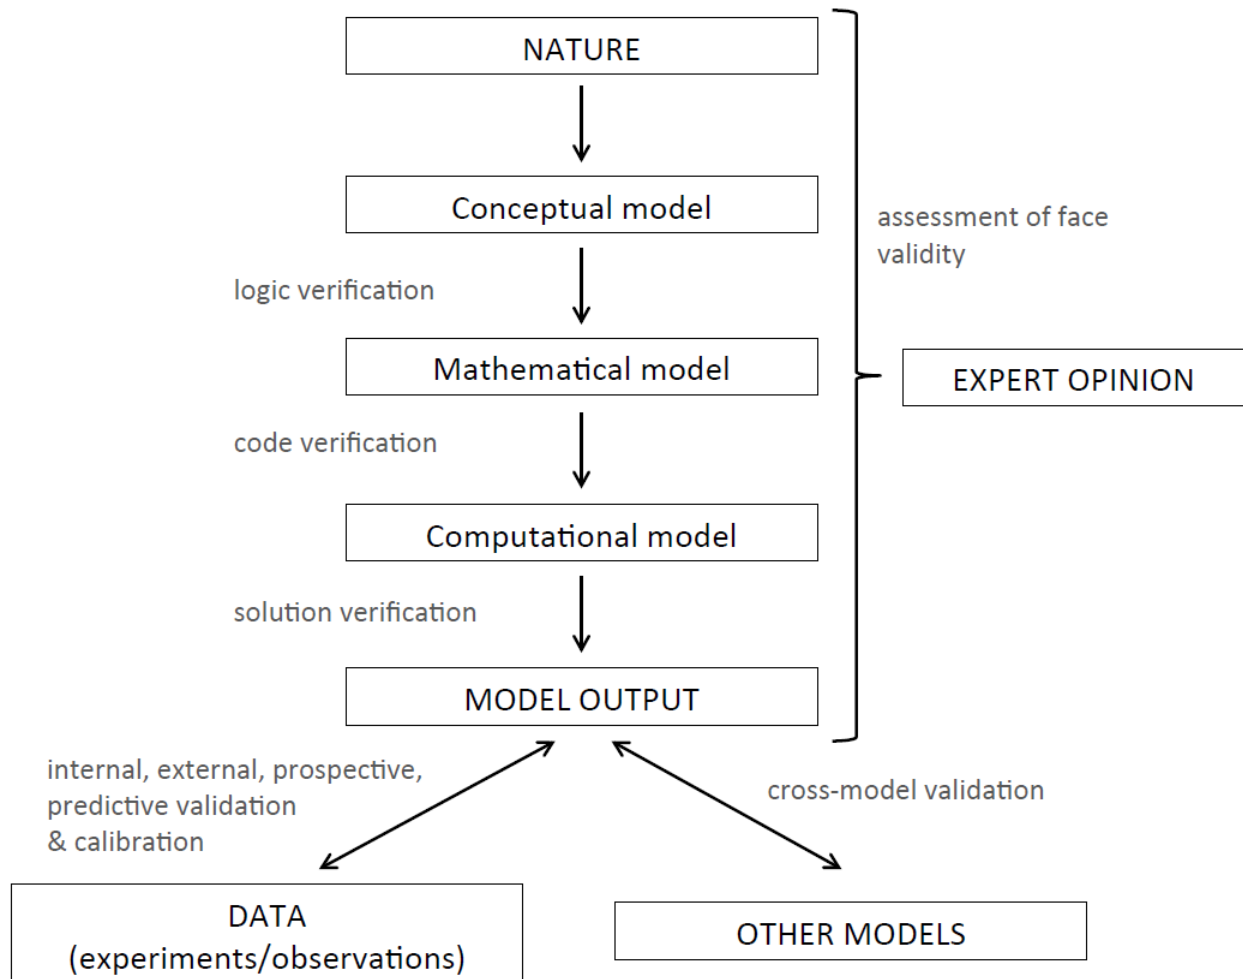 NATURE
Conceptual model
assessment of face
validity
logic verification
Mathematical model
EXPERT OPINION
code verification
Computational model
solution verification
MODEL OUTPUT
internal, external, prospective,
predictive validation
& calibration
cross-model validation
DATA
(experiments/observations)
OTHER MODELS